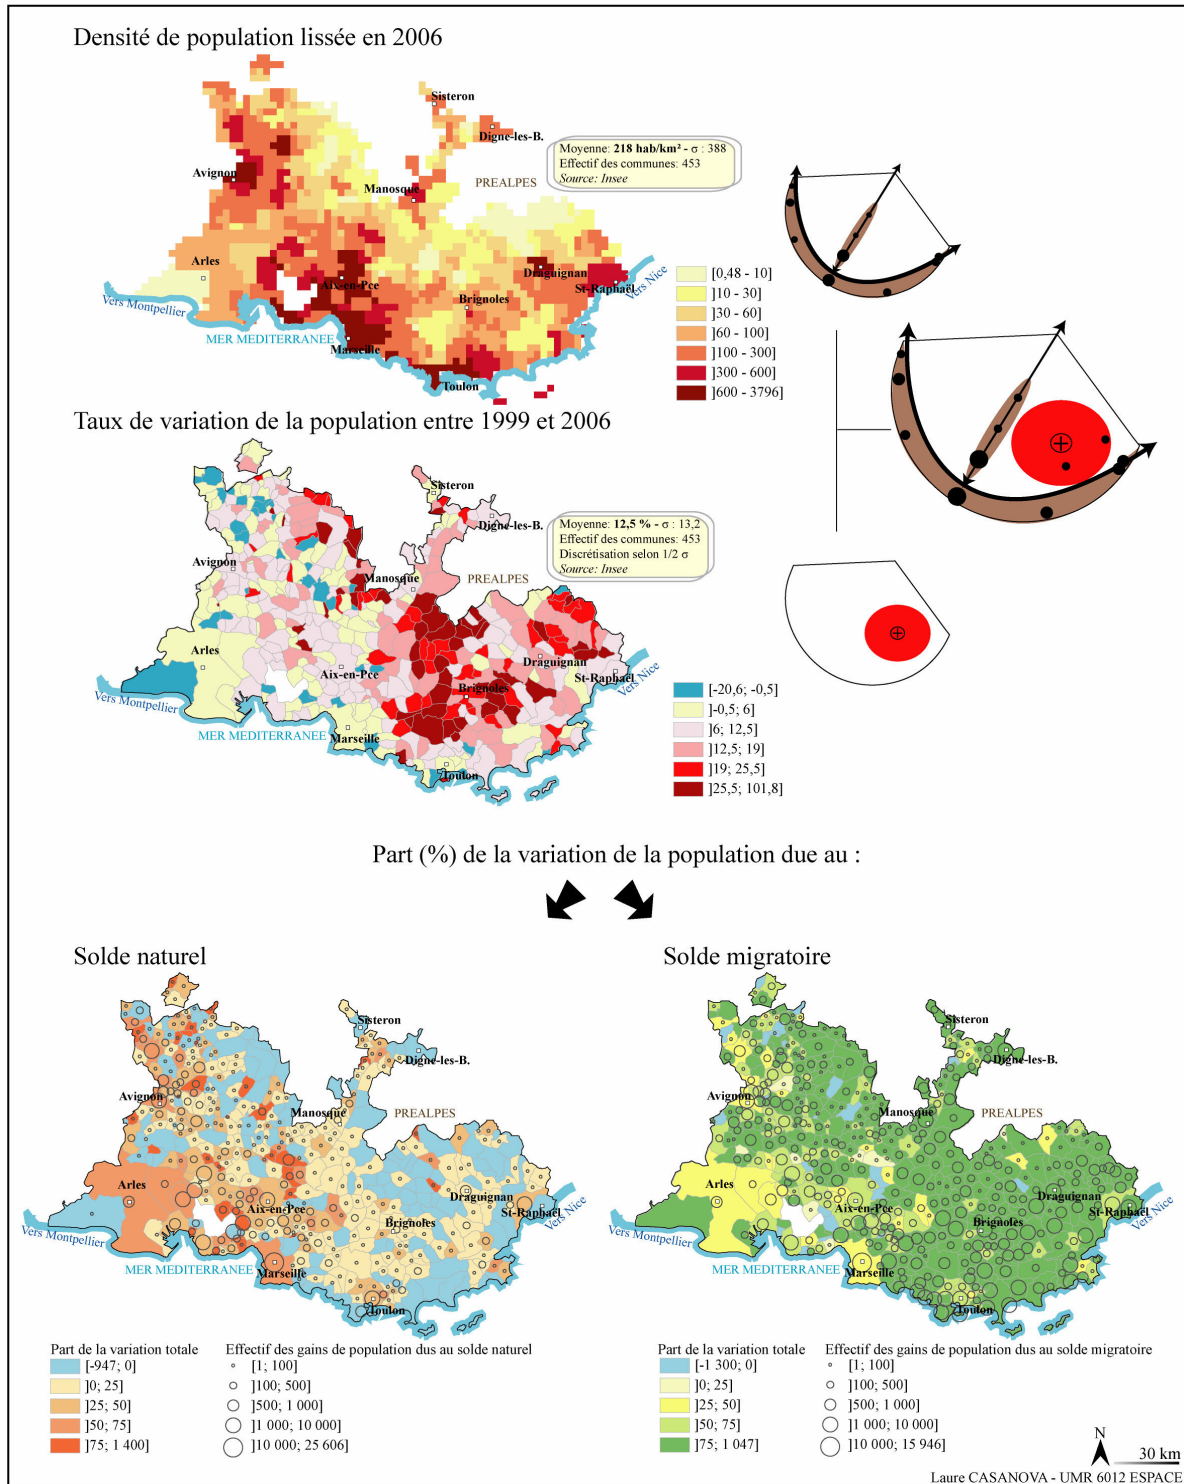 Densité de population lissée en 2006
Sisteron
Digne-les-B.
Moyenne: 218 hab/km² - σ : 388
Effectif des communes: 453
Source: Insee
Avignon
Manosque
PREALPES
Arles
Aix-en-Pce
Draguignan
St-Raphaël
Brignoles
Vers Nice
Vers Montpellier
MER MEDITERRANEE
Marseille
Toulon
[0,48 - 10]
]10 - 30]
]30 - 60]
]60 - 100]
]100 - 300]
]300 - 600]
]600 - 3796]
Taux de variation de la population entre 1999 et 2006
Sisteron
Digne-les-B.
Moyenne: 12,5 % - σ : 13,2
Effectif des communes: 453
Discrétisation selon 1/2 σ
Source: Insee
Avignon
Manosque
PREALPES
Arles
Aix-en-Pce
Draguignan
St-Raphaël
Brignoles
Vers Nice
Vers Montpellier
MER MEDITERRANEE
Marseille
Toulon
[-20,6; -0,5]
]-0,5; 6]
]6; 12,5]
]12,5; 19]
]19; 25,5]
]25,5; 101,8]
Part (%) de la variation de la population due au :
Solde naturel
Sisteron
Digne-les-B.
Avignon
Manosque
PREALPES
Arles
Aix-en-Pce
Draguignan
St-Raphaël
Brignoles
Vers Nice
Vers Montpellier
MER MEDITERRANEE
Marseille
Toulon
Part de la variation totale
[-947; 0]
]0; 25]
]25; 50]
]50; 75]
]75; 1 400]
Effectif des gains de population dus au solde naturel
[1; 100]
]100; 500]
]500; 1 000]
]1 000; 10 000]
]10 000; 25 606]
Solde migratoire
Sisteron
Digne-les-B.
Avignon
Manosque
PREALPES
Arles
Aix-en-Pce
Draguignan
St-Raphaël
Brignoles
Vers Nice
Vers Montpellier
MER MEDITERRANEE
Marseille
Toulon
Part de la variation totale
[-1 300; 0]
]0; 25]
]25; 50]
]50; 75]
]75; 1 047]
Effectif des gains de population dus au solde migratoire
[1; 100]
]100; 500]
]500; 1 000]
]1 000; 10 000]
]10 000; 15 946]
N
30 km
Laure CASANOVA - UMR 6012 ESPACE